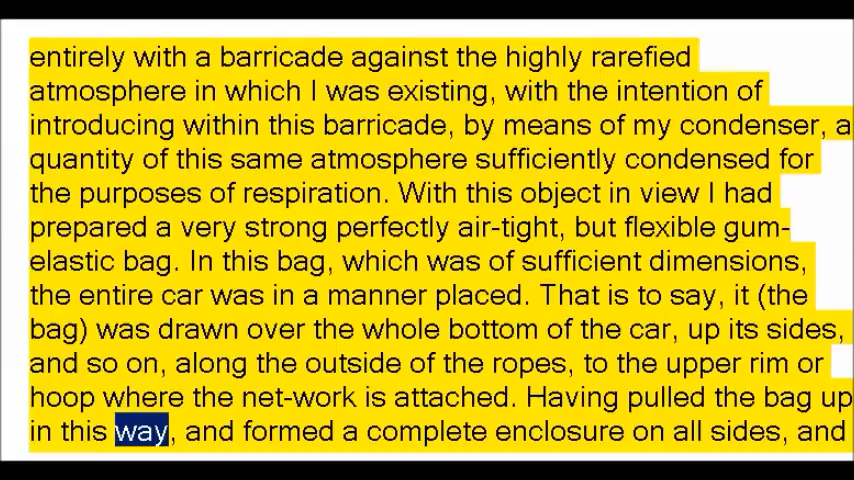 entirely with a barricade against the highly rarefied
atmosphere in which I was existing, with the intention of
introducing within this barricade, by means of my condenser, a
quantity of this same atmosphere sufficiently condensed for
the purposes of respiration. With this object in view I had
prepared a very strong perfectly air-tight, but flexible gum-
elastic bag. In this bag, which was of sufficient dimensions,
the entire car was in a manner placed. That is to say, it (the
bag) was drawn over the whole bottom of the car, up its sides,
and so on, along the outside of the ropes, to the upper rim or
hoop where the net-work is attached. Having pulled the bag up
in this way, and formed a complete enclosure on all sides, and